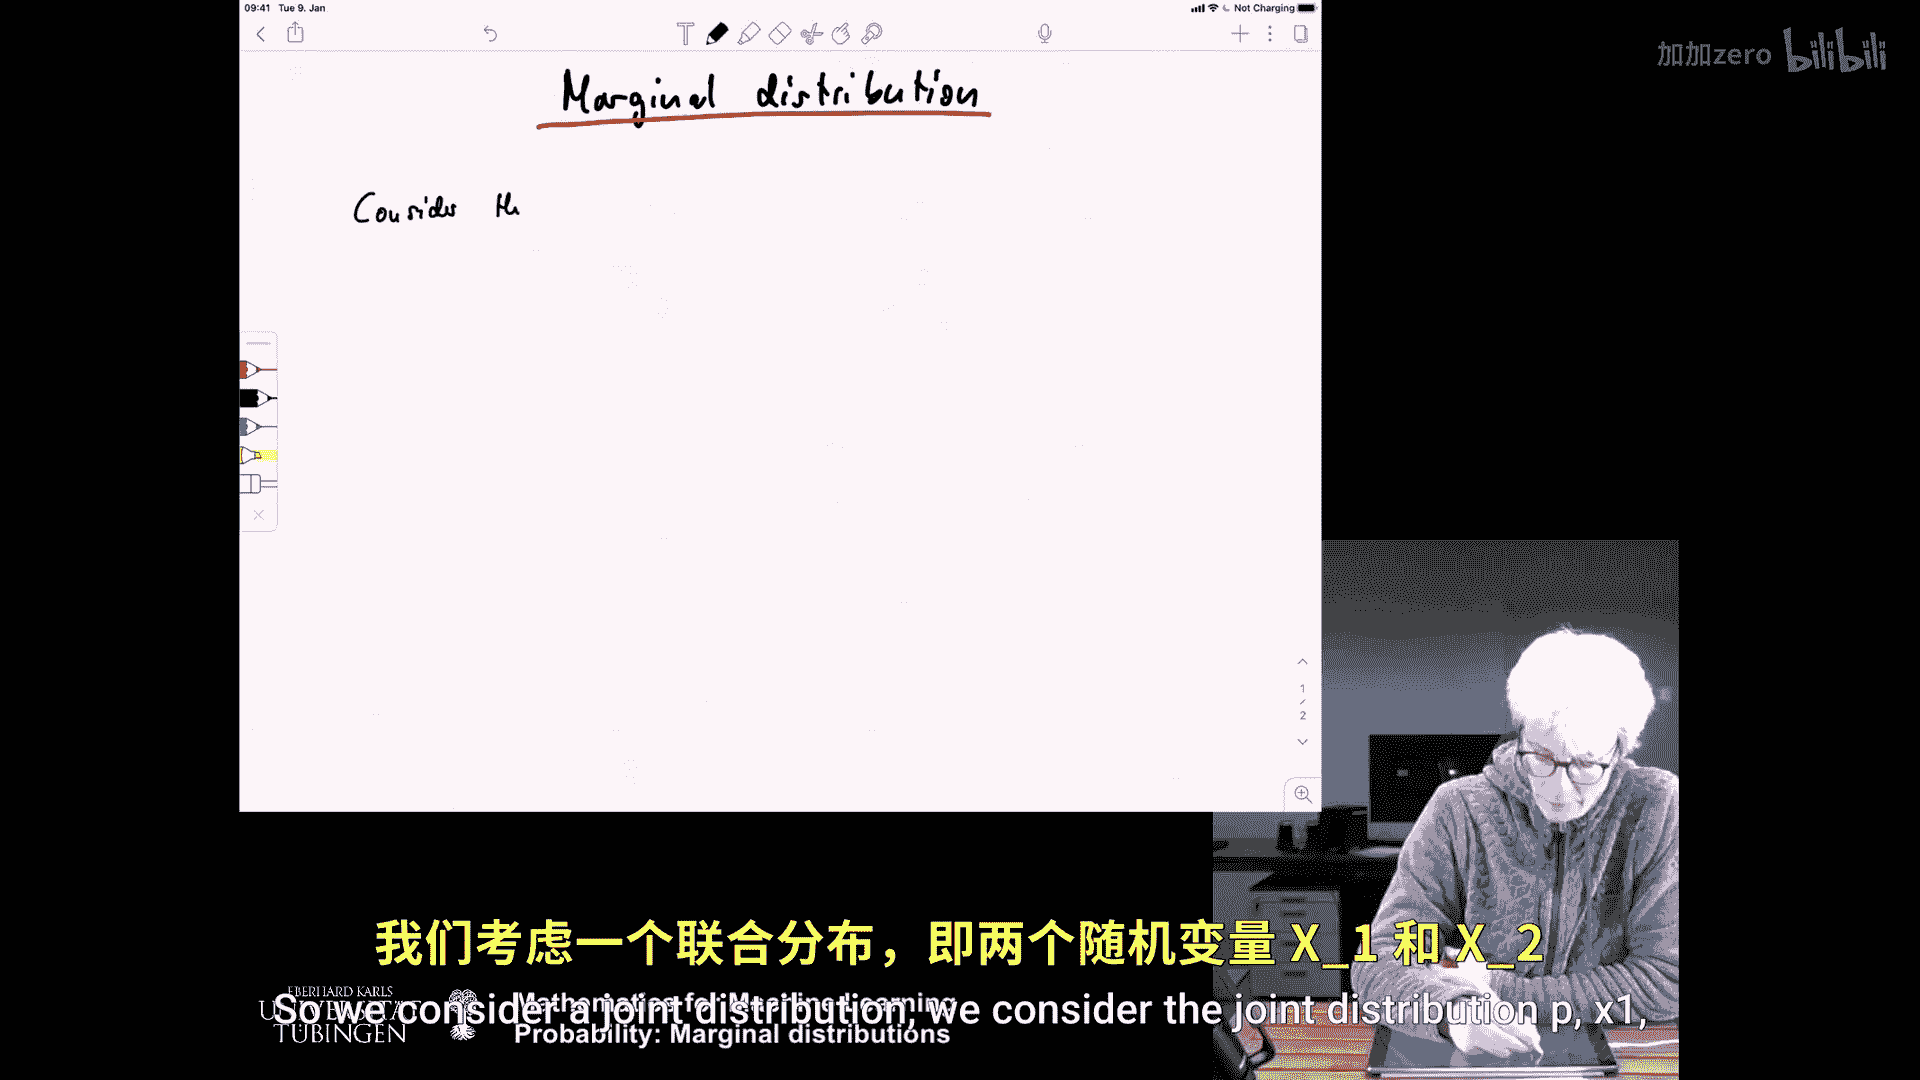 09:41 Tue 9. Jan
Not Charging
加加zero bilibili
Marginal distribution
Consider th
1
2
我们考虑一个联合分布，即两个随机变量 X_1 和 X_2
So we consider a joint distribution, we consider the joint distribution p, x1,
EBERHARD KARLS
UNIVERSITÄT
TÜBINGEN
Mathematics for Machine Learning
Probability: Marginal distributions